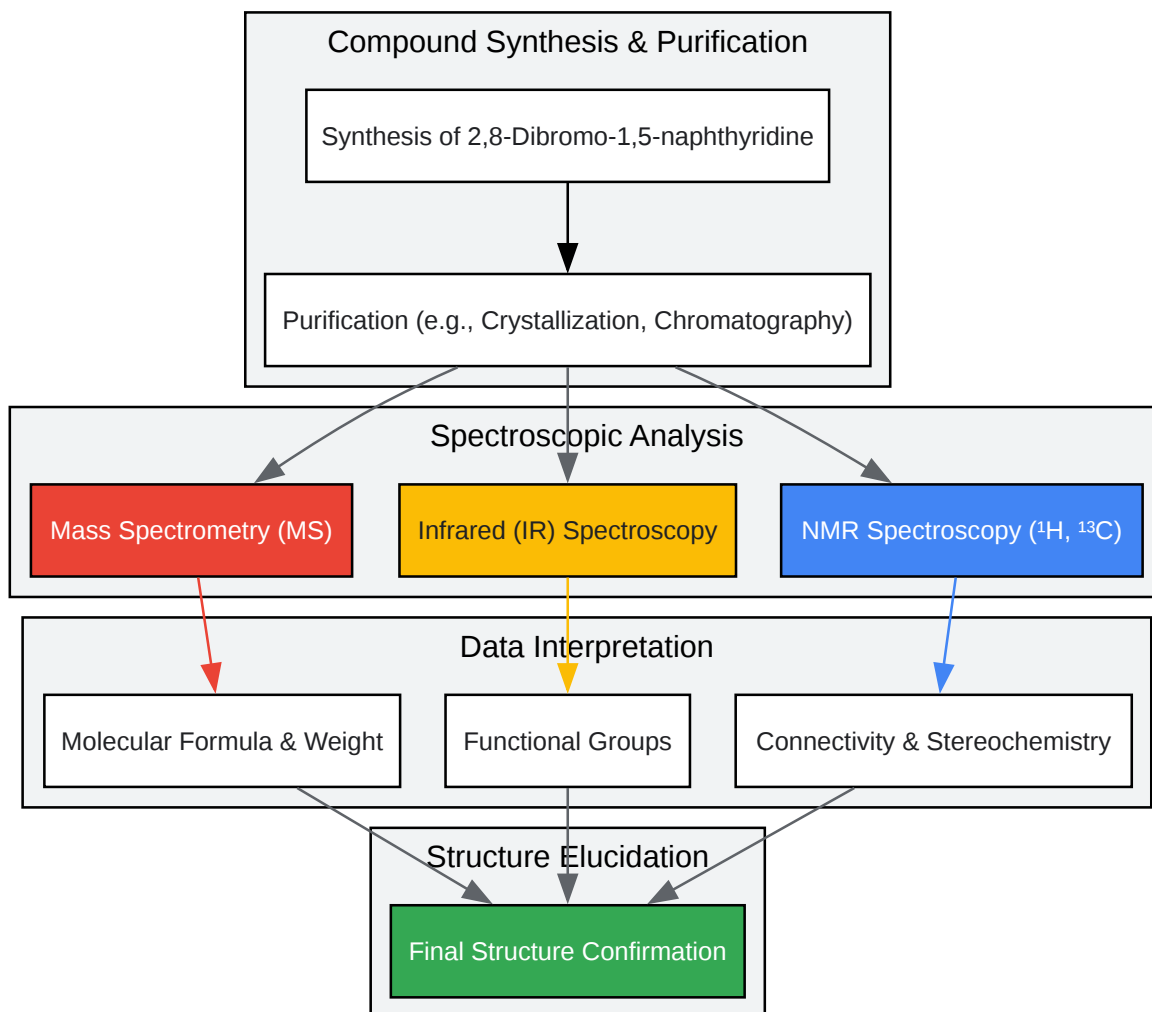 Compound Synthesis & Purification
Synthesis of 2,8-Dibromo-1,5-naphthyridine
Purification (e.g., Crystallization, Chromatography)
Spectroscopic Analysis
Mass Spectrometry (MS)
Infrared (IR) Spectroscopy
NMR Spectroscopy (¹H, ¹³C)
Data Interpretation
Molecular Formula & Weight
Functional Groups
Connectivity & Stereochemistry
Structure Elucidation
Final Structure Confirmation